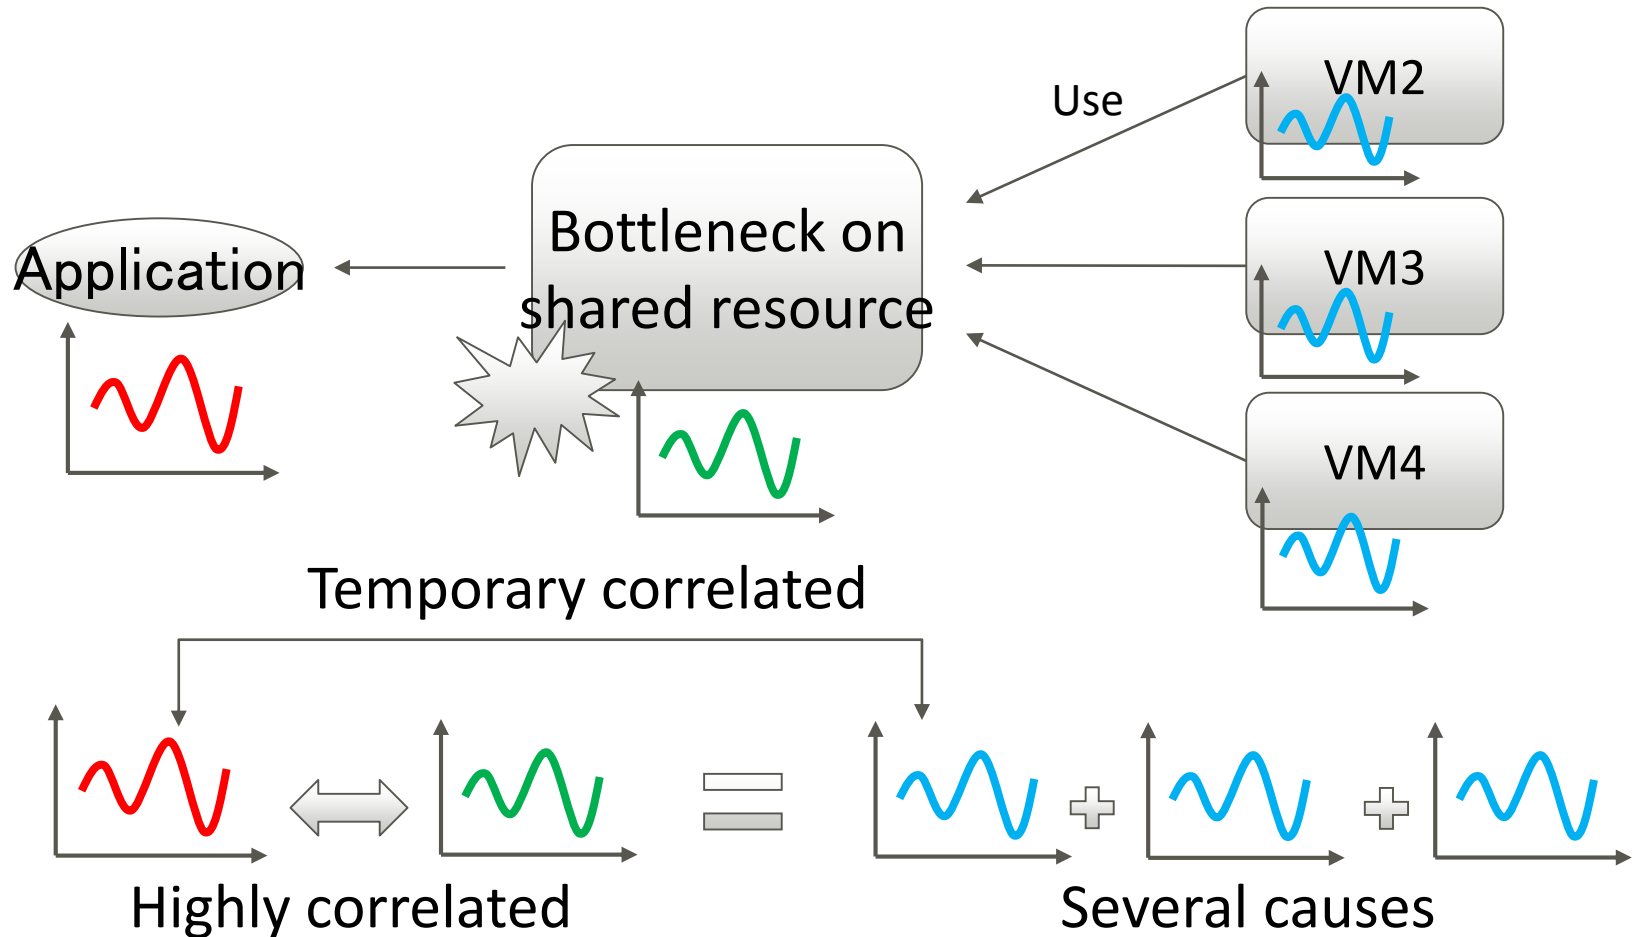 VM2
Use
Bottleneck on
shared resource
Application
VM3
VM4
Temporary correlated
Highly correlated
Several causes